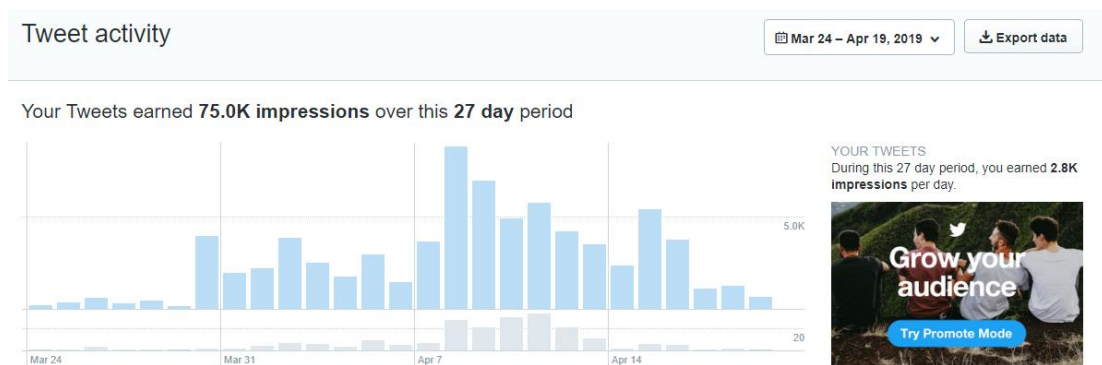 Tweet activity
Mar 24 – Apr 19, 2019
Export data
Your Tweets earned 75.0K impressions over this 27 day period
YOUR TWEETS
During this 27 day period, you earned 2.8K
impressions per day.
5.0K
20
Mar 24
Mar 31
Apr 7
Apr 14
Grow your
audience
Try Promote Mode